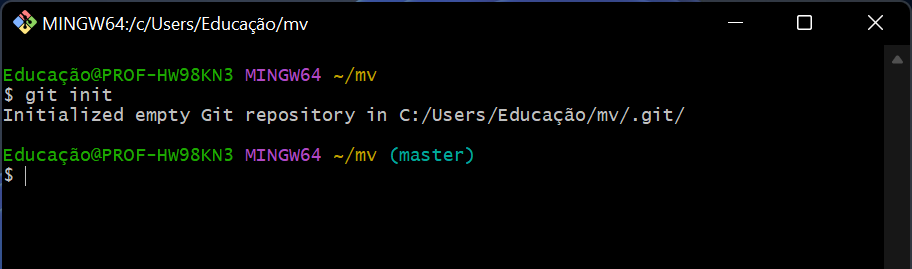 MINGW64:/c/Users/Educação/mv
Educação@PROF-HW98KN3 MINGW64 ~/mv
$ git init
Initialized empty Git repository in C:/Users/Educação/mv/.git/
Educação@PROF-HW98KN3 MINGW64 ~/mv (master)
$